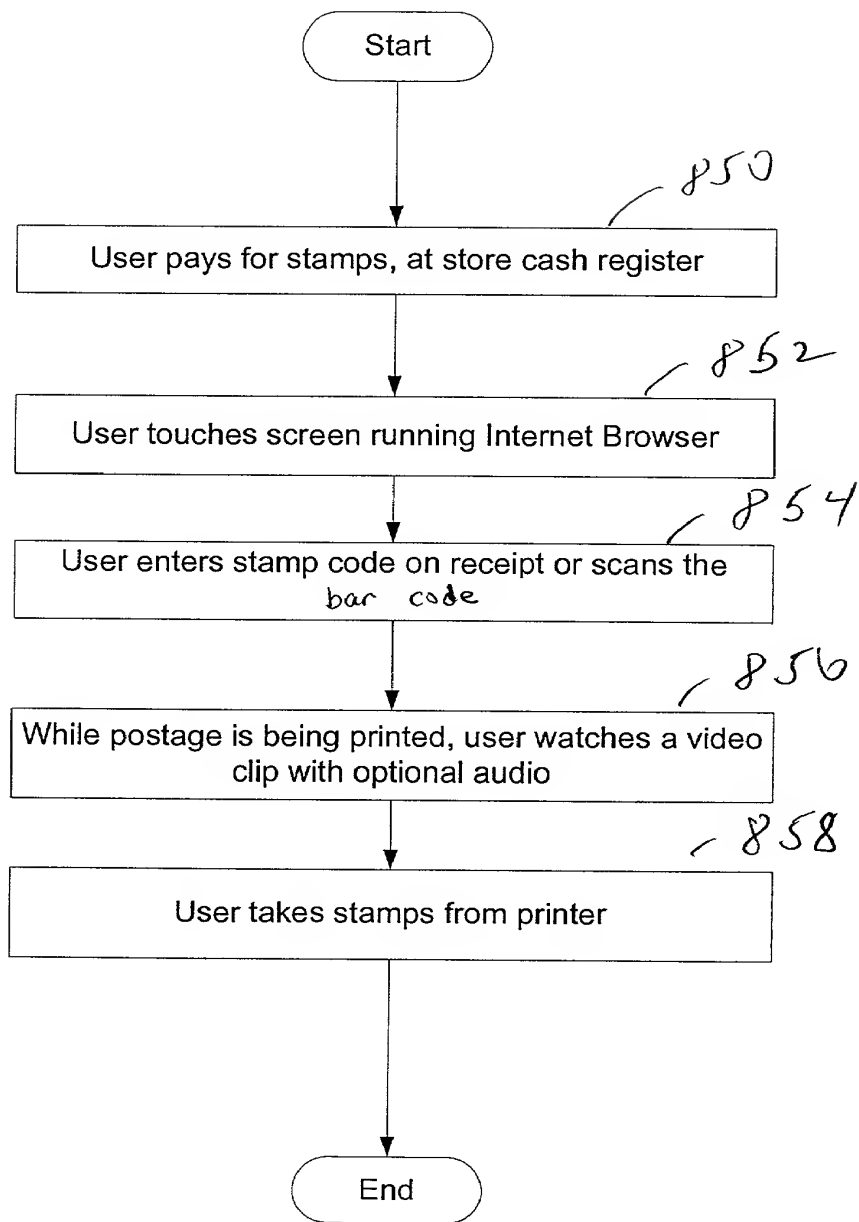 Start
850
User pays for stamps, at store cash register
852
User touches screen running Internet Browser
854
User enters stamp code on receipt or scans the
bar code
856
While postage is being printed, user watches a video
clip with optional audio
858
User takes stamps from printer
End